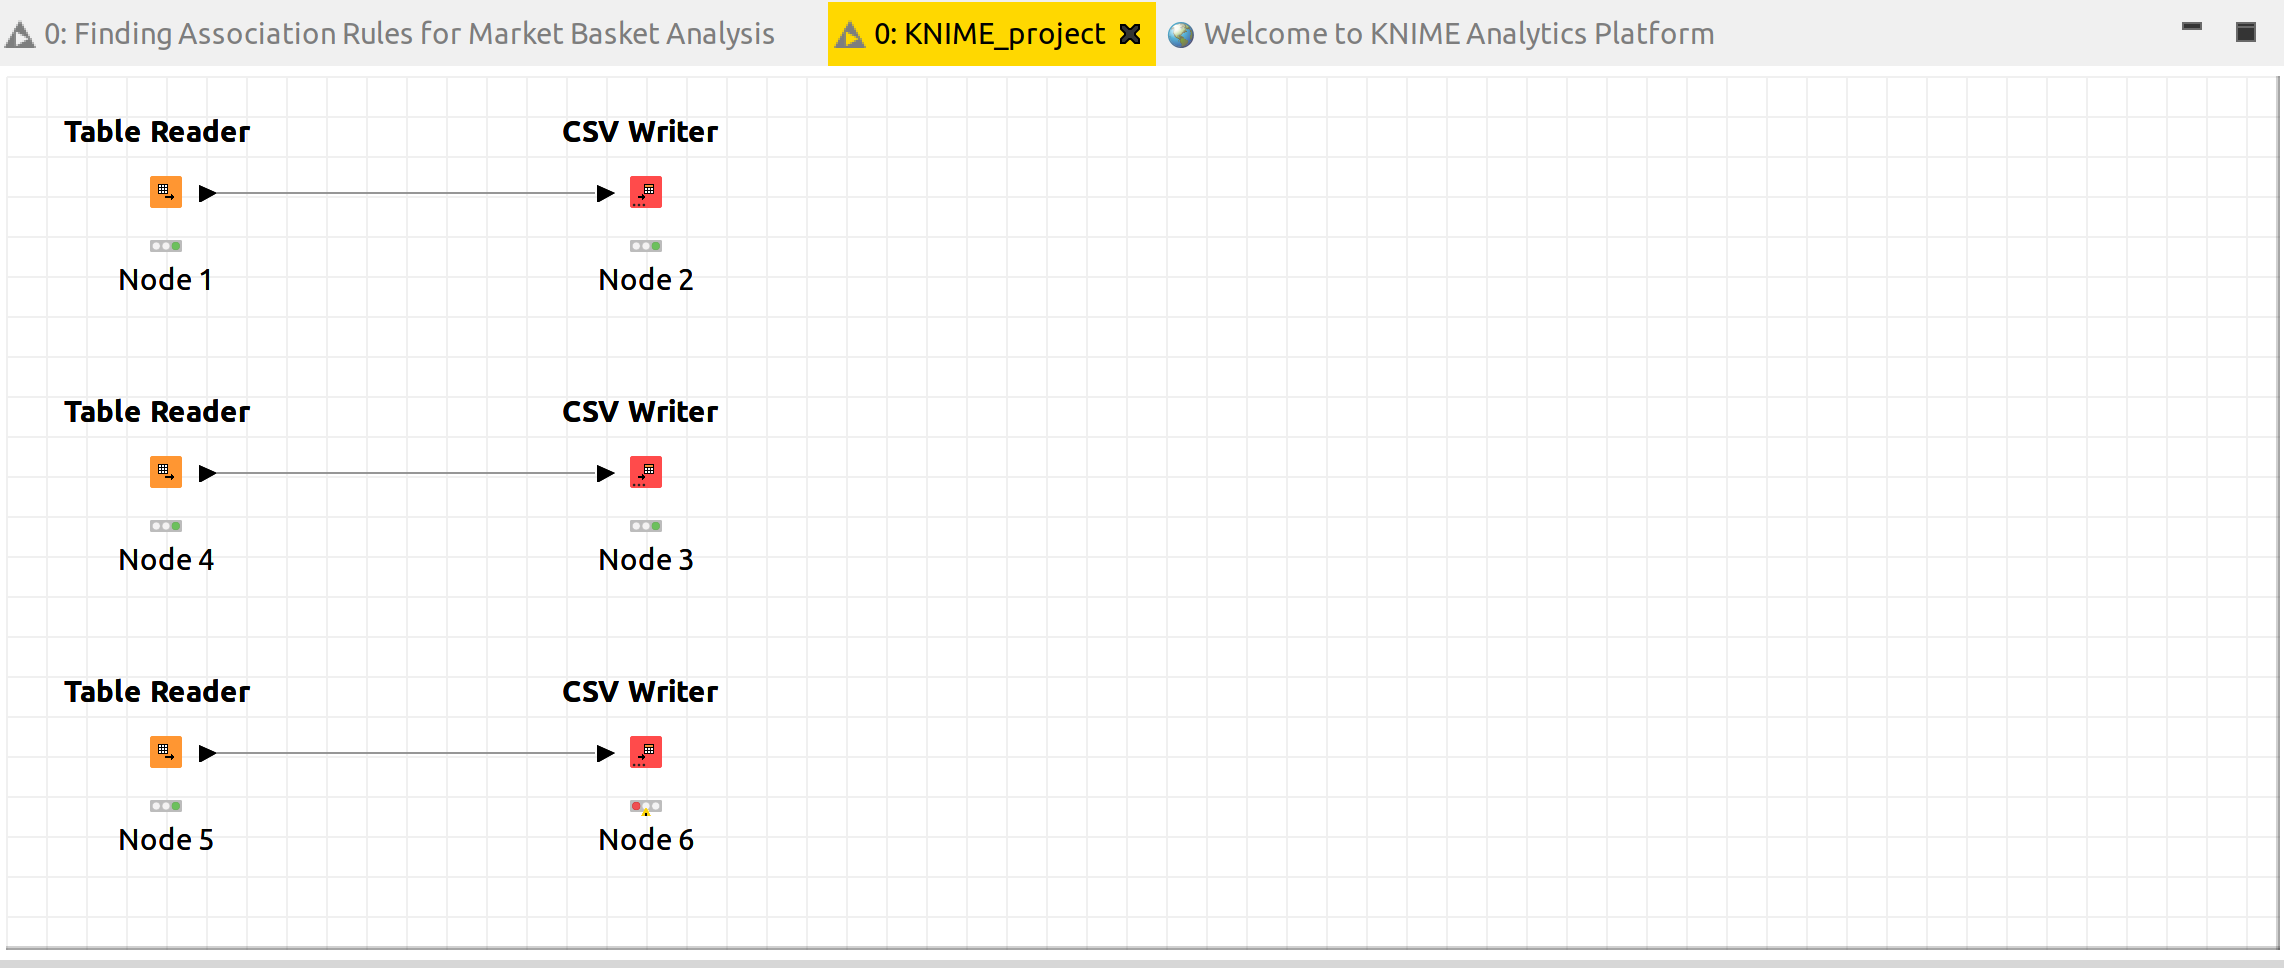 0: Finding Association Rules for Market Basket Analysis
0: KNIME_project
Welcome to KNIME Analytics Platform
Table Reader
CSV Writer
Node 1
Node 2
Table Reader
CSV Writer
Node 4
Node 3
Table Reader
CSV Writer
Node 5
Node 6